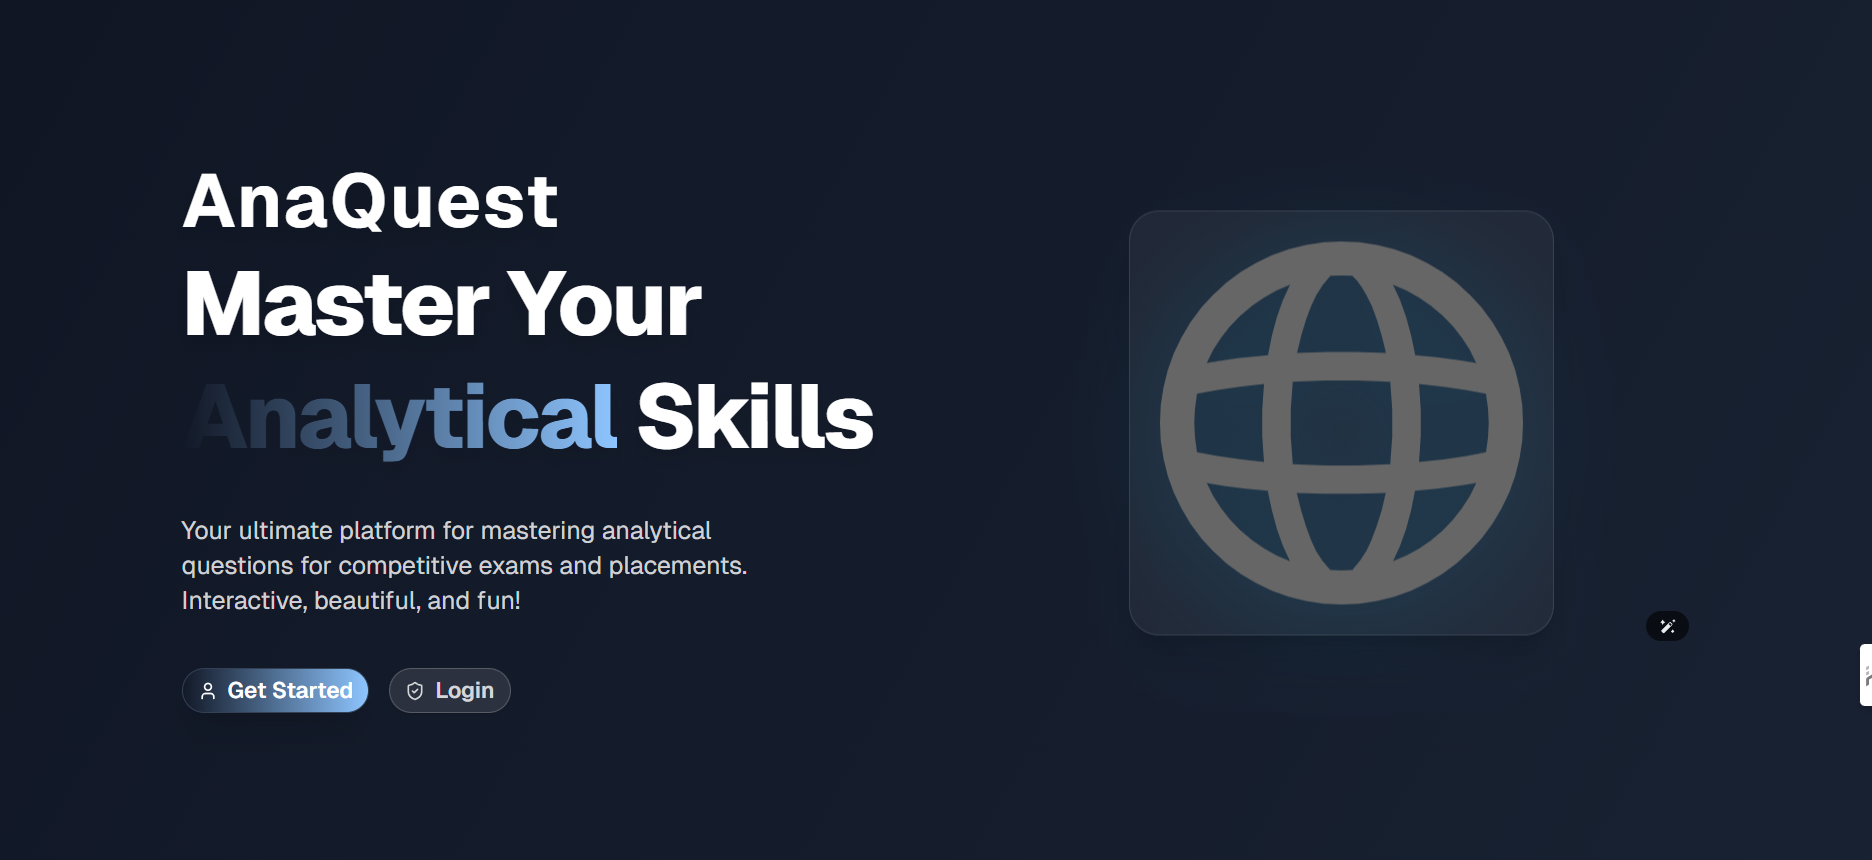 AnaQuest
Master Your
Analytical Skills
Your ultimate platform for mastering analytical
questions for competitive exams and placements.
Interactive, beautiful, and fun!
Get Started
Login